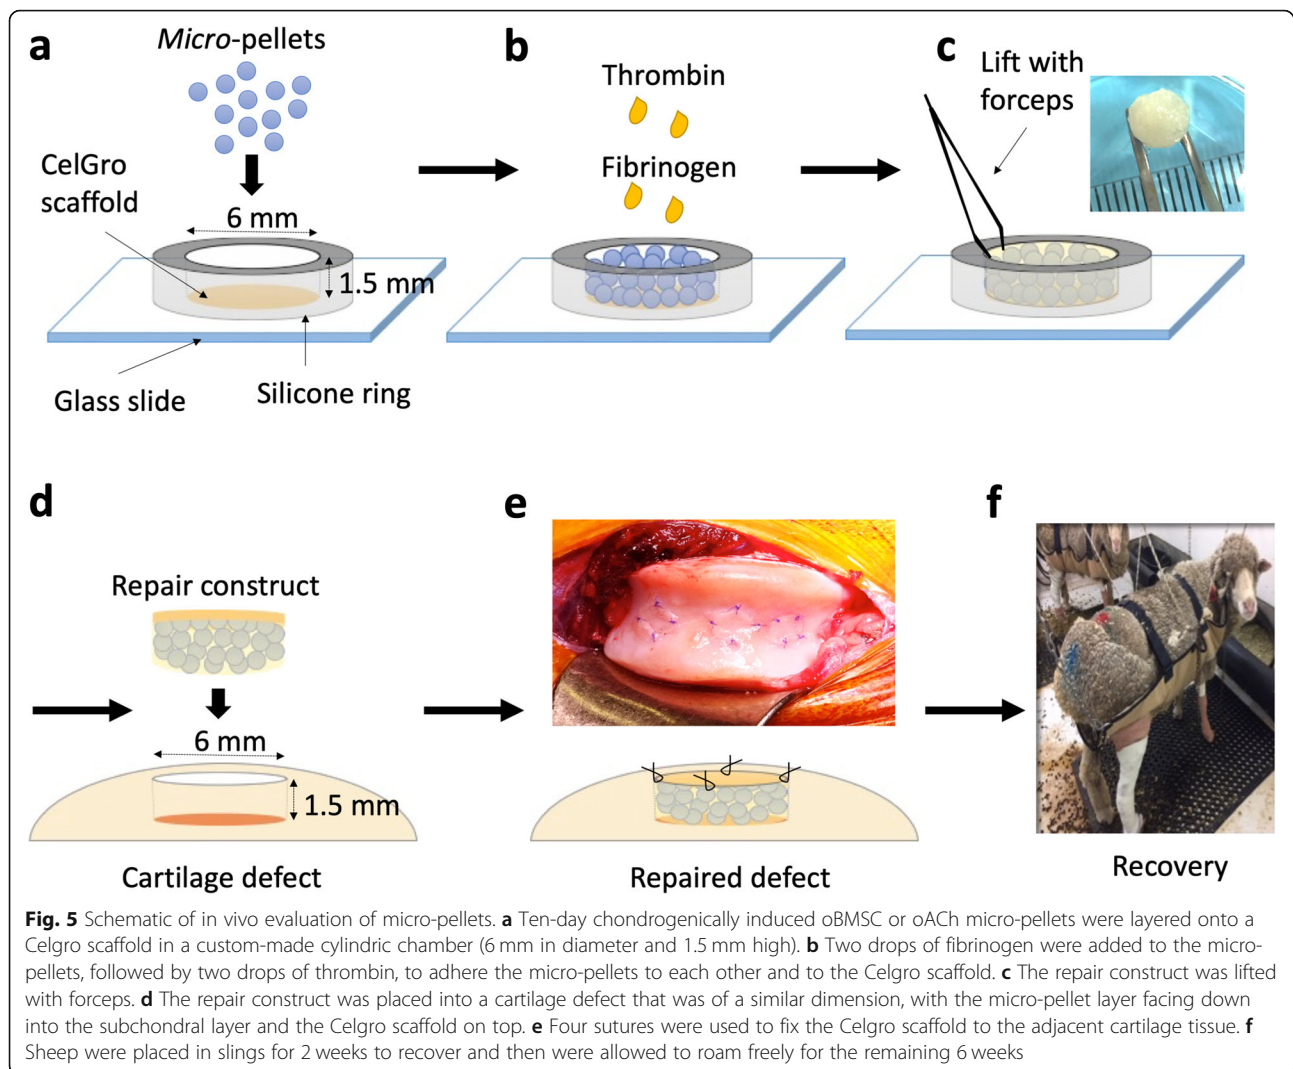 a
Micro-pellets
CelGro
scaffold
6 mm
1.5 mm
Glass slide
Silicone ring
b
Thrombin
Fibrinogen
c
Lift with
forceps
d
Repair construct
6 mm
1.5 mm
Cartilage defect
e
Repaired defect
f
Recovery
Fig. 5 Schematic of in vivo evaluation of micro-pellets. a Ten-day chondrogenically induced oBMSC or oACh micro-pellets were layered onto a
Celgro scaffold in a custom-made cylindric chamber (6 mm in diameter and 1.5 mm high). b Two drops of fibrinogen were added to the micro-
pellets, followed by two drops of thrombin, to adhere the micro-pellets to each other and to the Celgro scaffold. c The repair construct was lifted
with forceps. d The repair construct was placed into a cartilage defect that was of a similar dimension, with the micro-pellet layer facing down
into the subchondral layer and the Celgro scaffold on top. e Four sutures were used to fix the Celgro scaffold to the adjacent cartilage tissue. f
Sheep were placed in slings for 2 weeks to recover and then were allowed to roam freely for the remaining 6 weeks